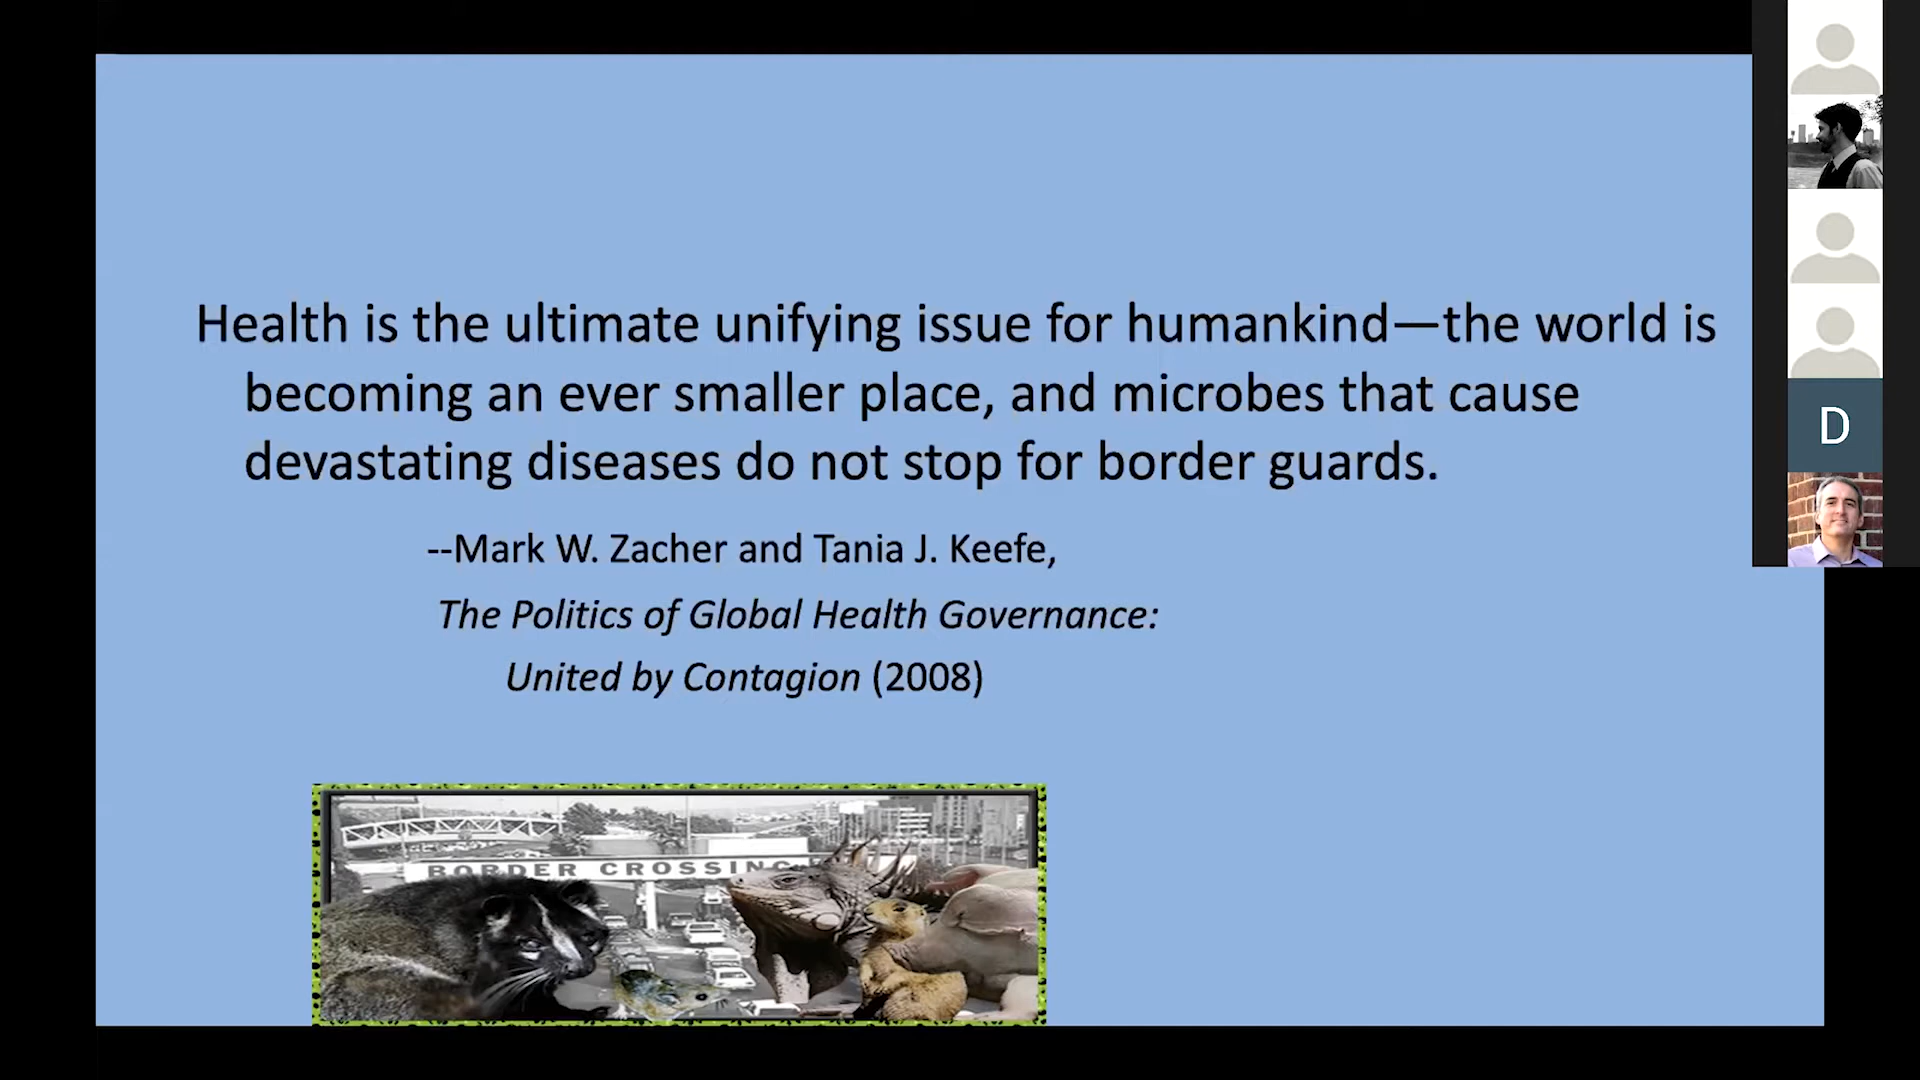 Health is the ultimate unifying issue for humankind—the world is
becoming an ever smaller place, and microbes that cause
devastating diseases do not stop for border guards.
--Mark W. Zacher and Tania J. Keefe,
The Politics of Global Health Governance:
United by Contagion (2008)
BORDER CROSSING
D